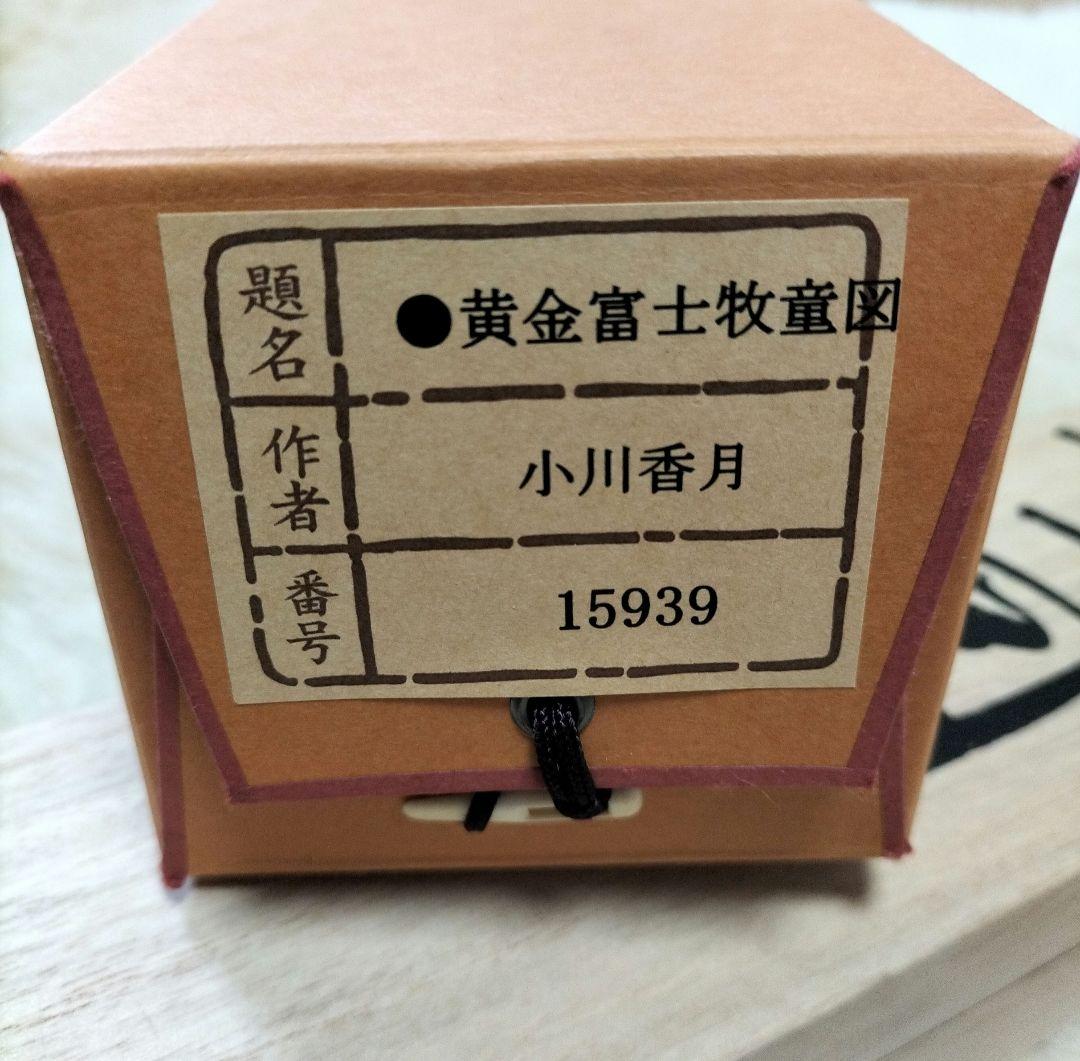 題名
●黄金富士牧童図
作者
小川香月
番号
15939